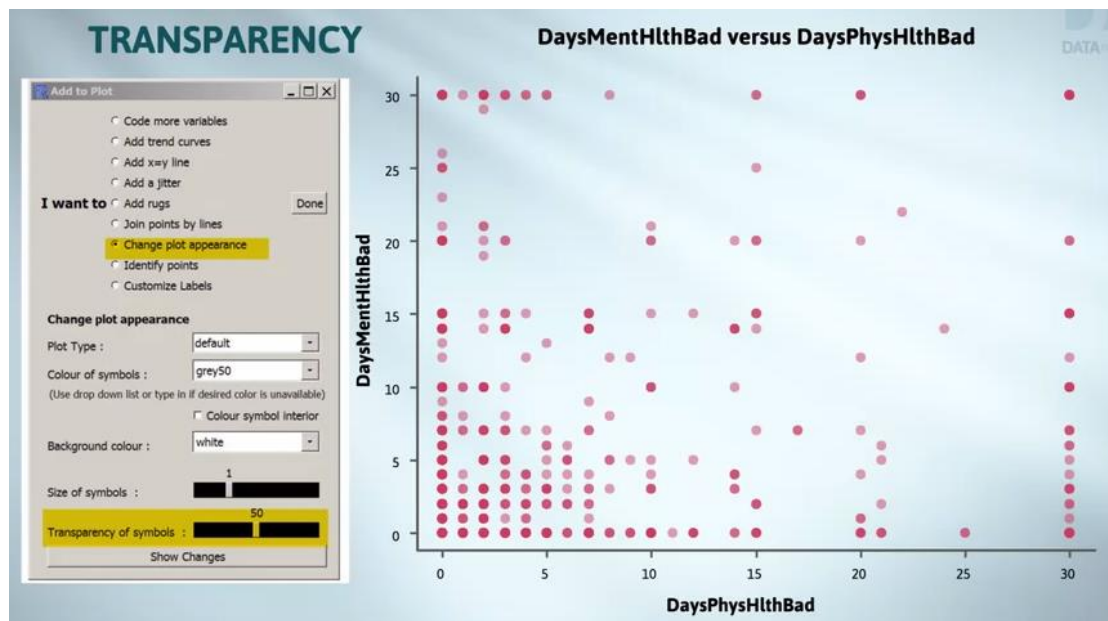 TRANSPARENCY
DaysMentHlthBad versus DaysPhysHlthBad
DATA
Add to Plot
Code more variables
Add trend curves
Add x=y line
Add a jitter
I want to
Add rugs
Done
Join points by lines
Change plot appearance
Identify points
Customize Labels
Change plot appearance
Plot Type :
default
Colour of symbols :
grey50
(Use drop down list or type in if desired color is unavailable)
Colour symbol interior
Background colour :
white
1
Size of symbols :
50
Transparency of symbols :
Show Changes
DaysMentHlthBad
30
25
20
15
10
5
0
0 5 10 15 20 25 30
DaysPhysHlthBad